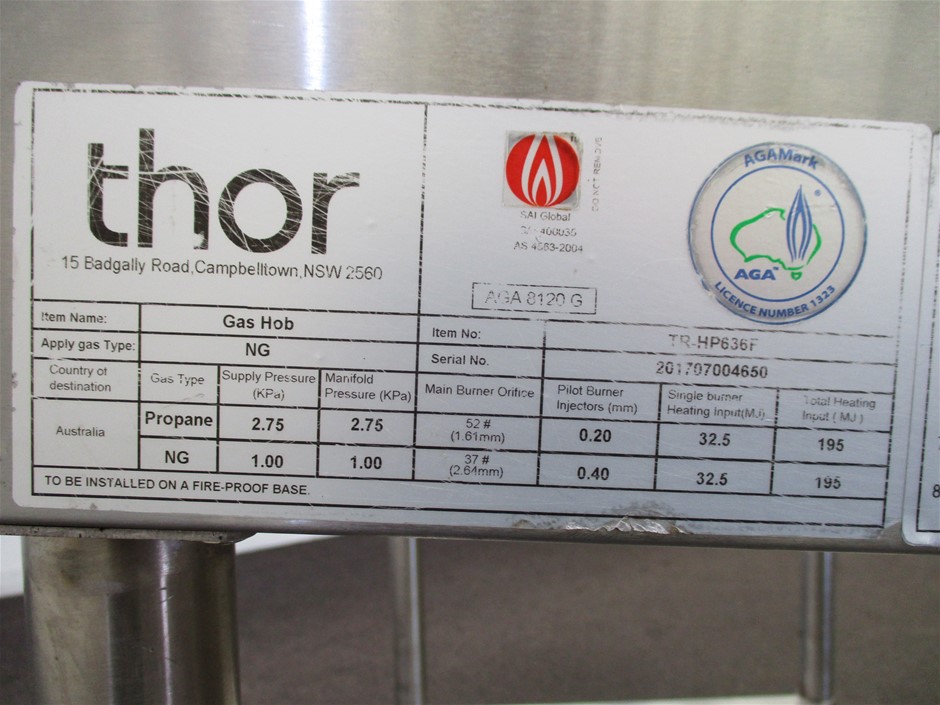 thor
15 Badgally Road,Campbelltown,NSW 2560
DO NOT REMOVE
SAI Global
400036
AS 4563-2004
AGA 8120 G
AGAMark
®
AGA™
LICENCE NUMBER 1323
Item Name: Gas Hob
Item No: TR-HP636F
Apply gas Type: NG
Serial No. 201707004650
Country of destination
Gas Type
Supply Pressure (KPa)
Manifold Pressure (KPa)
Main Burner Orifice
Pilot Burner Injectors (mm)
Single burner Heating Input(MJ)
Total Heating Input ( MJ )
Australia
Propane 2.75 2.75 52 # (1.61mm) 0.20 32.5 195
NG 1.00 1.00 37 # (2.64mm) 0.40 32.5 195
TO BE INSTALLED ON A FIRE-PROOF BASE.
8